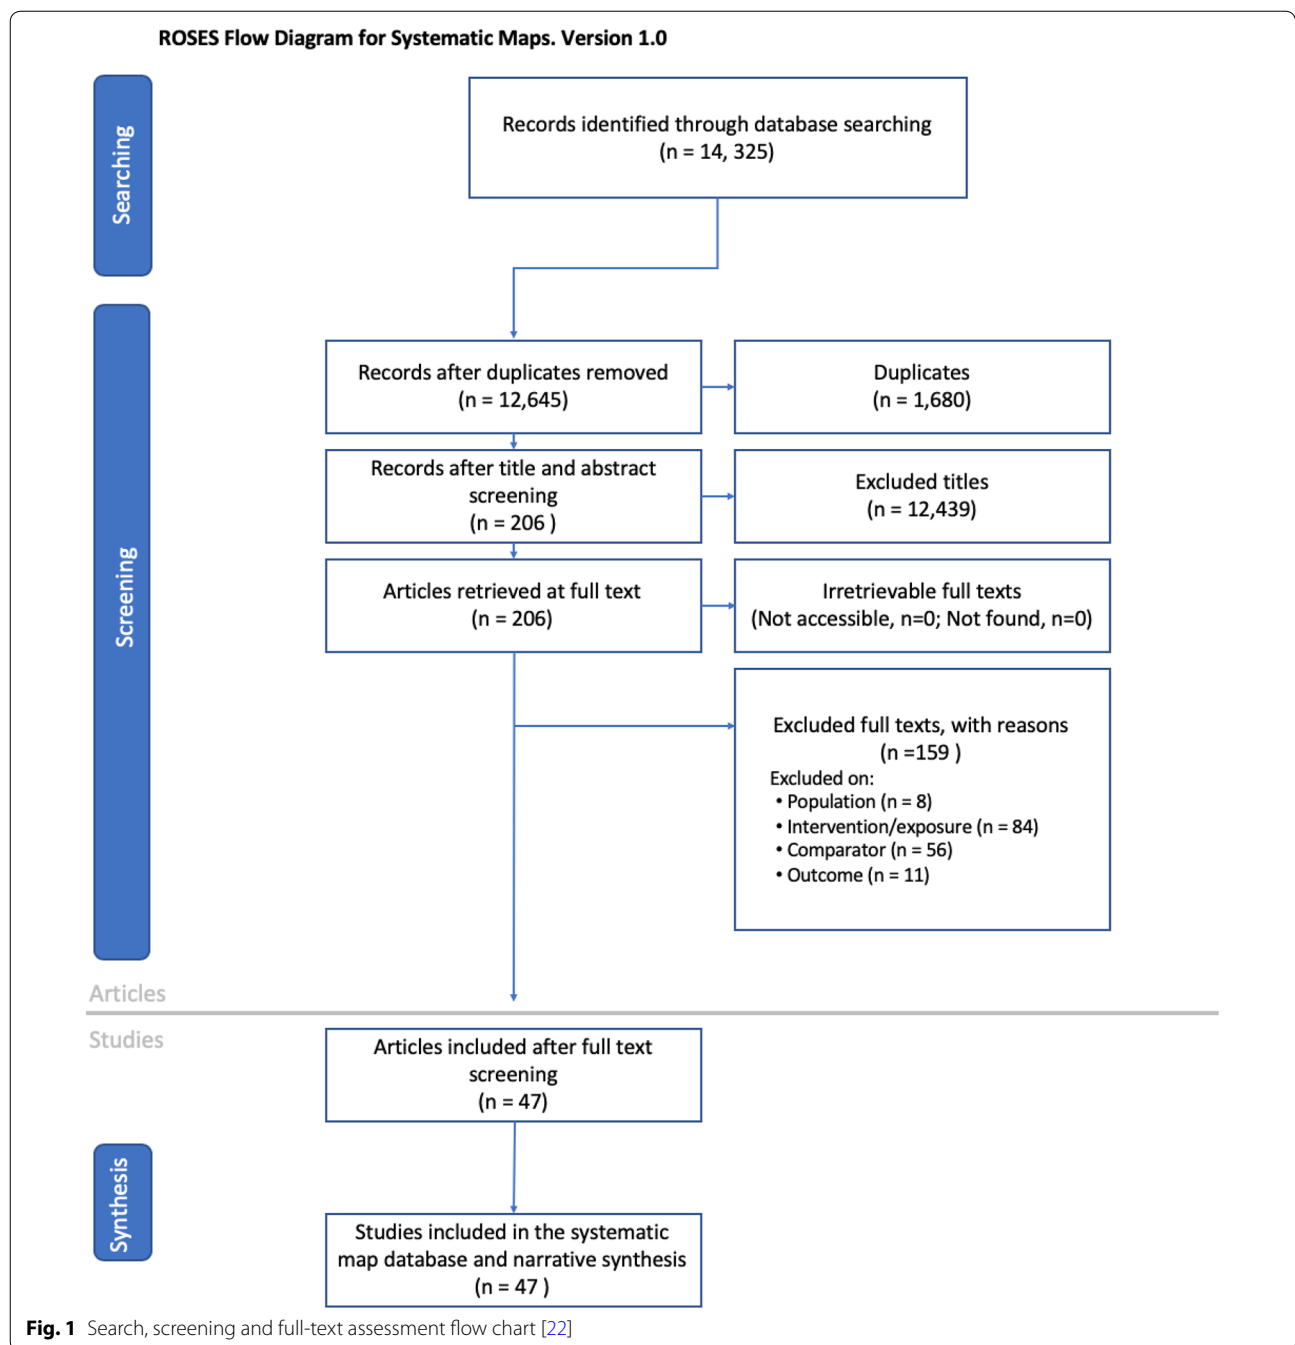 ROSES Flow Diagram for Systematic Maps. Version 1.0
Searching
Records identified through database searching
(n = 14, 325)
Screening
Records after duplicates removed
(n = 12,645)
Duplicates
(n = 1,680)
Records after title and abstract
screening
(n = 206 )
Excluded titles
(n = 12,439)
Articles retrieved at full text
(n = 206)
Irretrievable full texts
(Not accessible, n=0; Not found, n=0)
Excluded full texts, with reasons
(n =159 )
Excluded on:
• Population (n = 8)
• Intervention/exposure (n = 84)
• Comparator (n = 56)
• Outcome (n = 11)
Articles
Studies
Articles included after full text
screening
(n = 47)
Synthesis
Studies included in the systematic
map database and narrative synthesis
(n = 47 )
Fig. 1 Search, screening and full-text assessment flow chart [22]